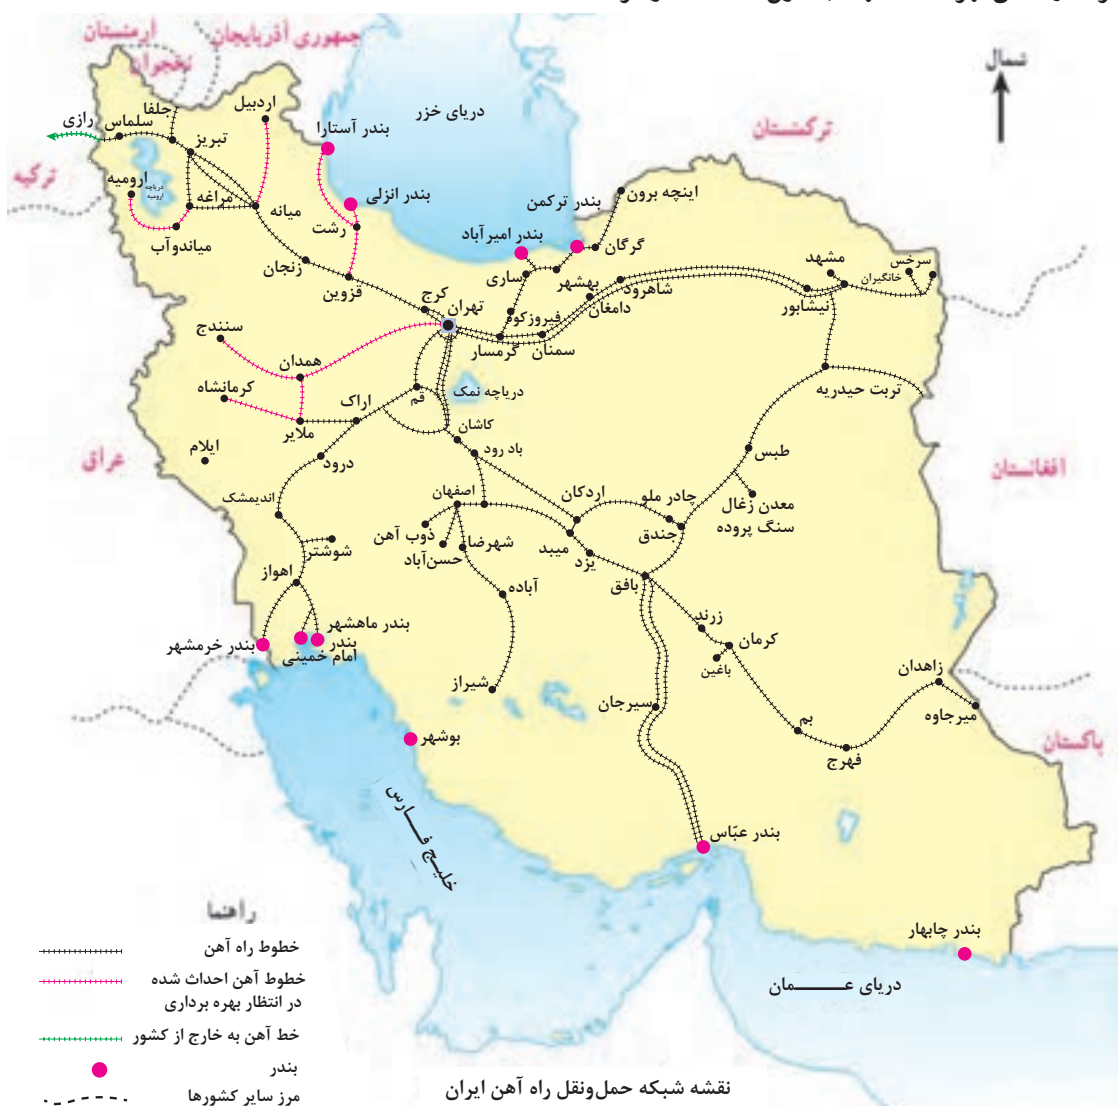 شمال
ارمنستان
جمهوری آذربایجان
نخجوان
ترکیه
عراق
ترکمنستان
افغانستان
پاکستان
دریای خزر
رازی
سلماس
جلفا
تبریز
اردبیل
بندر آستارا
بندر انزلی
رشت
ارومیه
دریاچه
ارومیه
مراغه
میاندوآب
میانه
زنجان
قزوین
کرج
تهران
بندر ترکمن
اینچه برون
گرگان
بندر امیرآباد
ساری
بهشهر
فیروزکوه
گرمسار
سمنان
دامغان
شاهرود
نیشابور
مشهد
سرخس
خانگیران
تربت حیدریه
سنندج
همدان
کرمانشاه
ملایر
اراک
قم
دریاچه نمک
کاشان
باد رود
ایلام
درود
اندیمشک
شوشتر
اهواز
اصفهان
ذوب آهن
حسن‌آباد
شهرضا
آباده
شیراز
اردکان
میبد
یزد
چادر ملو
جندق
طبس
معدن زغال
سنگ پروده
بافق
زرند
کرمان
باغین
سیرجان
بم
فهرج
زاهدان
میرجاوه
بندر خرمشهر
بندر ماهشهر
بندر
امام خمینی
بوشهر
بندر عبّاس
بندر چابهار
خلیج فارس
دریای عمان
راهنما
خطوط راه آهن
خطوط آهن احداث شده
در انتظار بهره برداری
خط آهن به خارج از کشور
بندر
مرز سایر کشورها
نقشه شبکه حمل‌ونقل راه آهن ایران